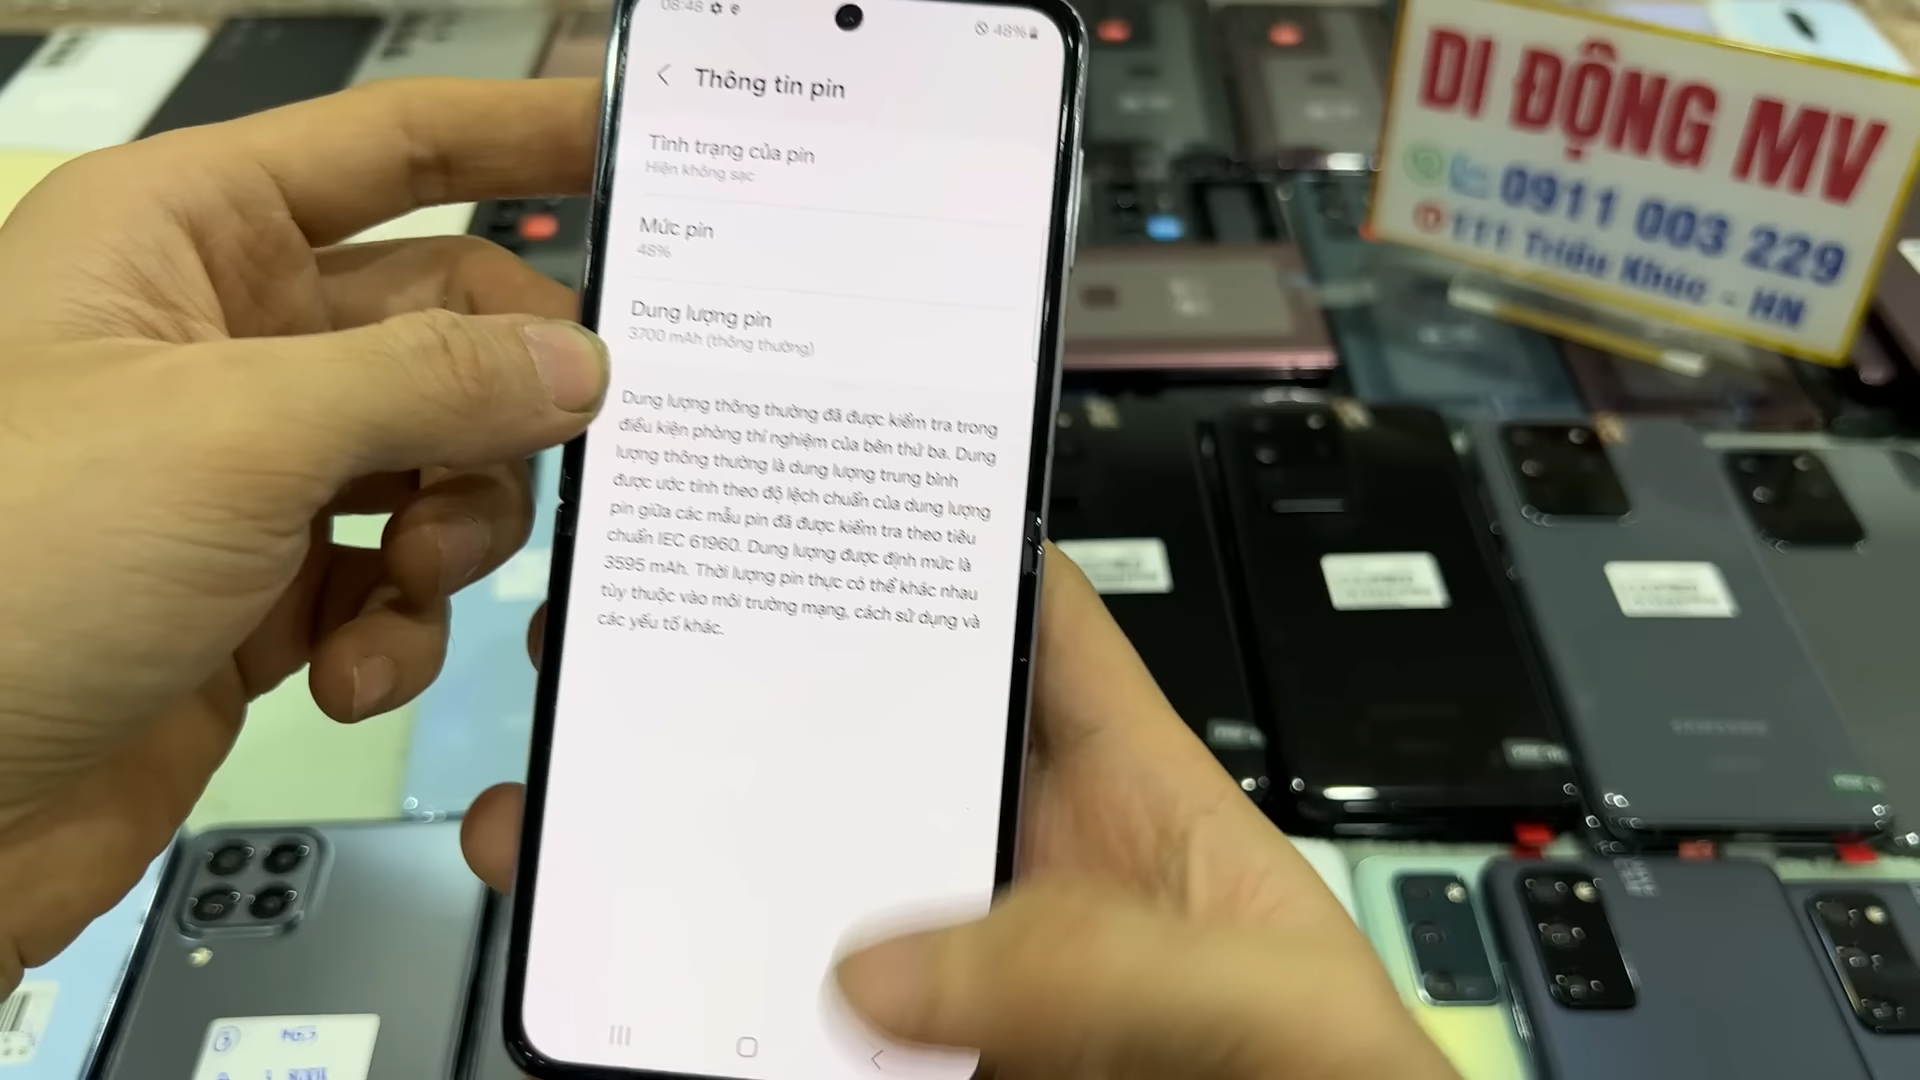 08:48
48%
Thông tin pin
Tình trạng của pin
Hiện không sạc
Mức pin
48%
Dung lượng pin
3700 mAh (thông thường)
Dung lượng thông thường đã được kiểm tra trong
điều kiện phòng thí nghiệm của bên thứ ba. Dung
lượng thông thường là dung lượng trung bình
được ước tính theo độ lệch chuẩn của dung lượng
pin giữa các mẫu pin đã được kiểm tra theo tiêu
chuẩn IEC 61960. Dung lượng được định mức là
3595 mAh. Thời lượng pin thực có thể khác nhau
tùy thuộc vào môi trường mạng, cách sử dụng và
các yếu tố khác.
DI ĐỘNG MV
0911 003 229
111 Triều Khúc - HN
SAMSUNG